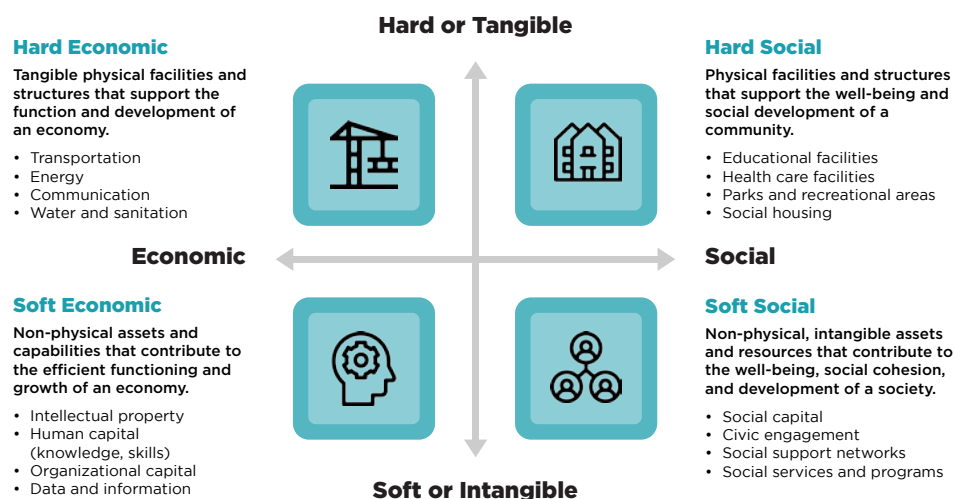 Hard or Tangible
Hard Economic
Tangible physical facilities and
structures that support the
function and development of
an economy.
• Transportation
• Energy
• Communication
• Water and sanitation
Hard Social
Physical facilities and structures
that support the well-being and
social development of a
community.
• Educational facilities
• Health care facilities
• Parks and recreational areas
• Social housing
Economic
Social
Soft Economic
Non-physical assets and
capabilities that contribute to
the efficient functioning and
growth of an economy.
• Intellectual property
• Human capital
(knowledge, skills)
• Organizational capital
• Data and information
Soft Social
Non-physical, intangible assets
and resources that contribute to
the well-being, social cohesion,
and development of a society.
• Social capital
• Civic engagement
• Social support networks
• Social services and programs
Soft or Intangible